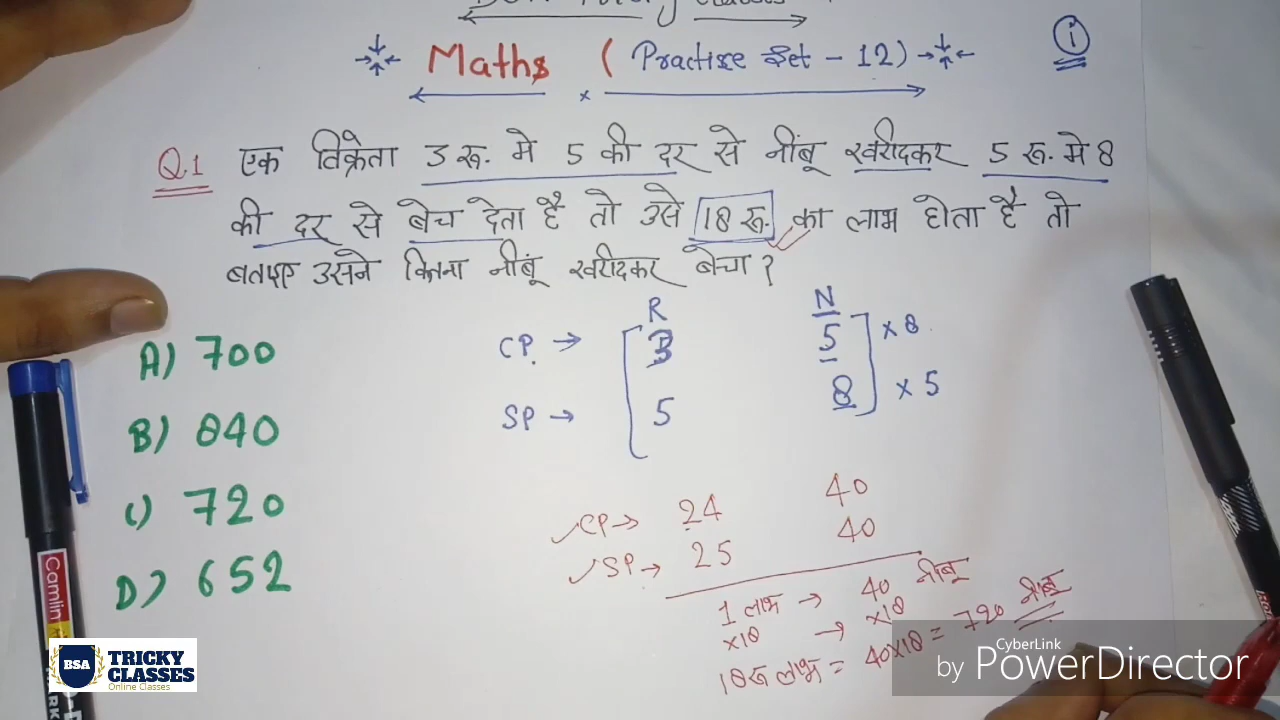 Maths (Practise Set - 12)
i
Q.1 एक विक्रेता 3 रू. मे 5 की दर से नींबू खरीदकर 5 रू. मे 8
की दर से बेच देता है तो उसे 18 रू. का लाभ होता है तो
बताए उसने कितना नींबू खरीदकर बेचा ?
R N
CP. → 3 5 × 8
SP → 5 8 × 5
A) 700
B) 840
C) 720
D) 652
CP → 24 40
SP → 25 40
1 लाभ → 40 नींबू
×18 → ×18
18रू लाभ = 40×18 = 720 नींबू
Camlin
BSA TRICKY CLASSES
Online Classes
CyberLink
by PowerDirector